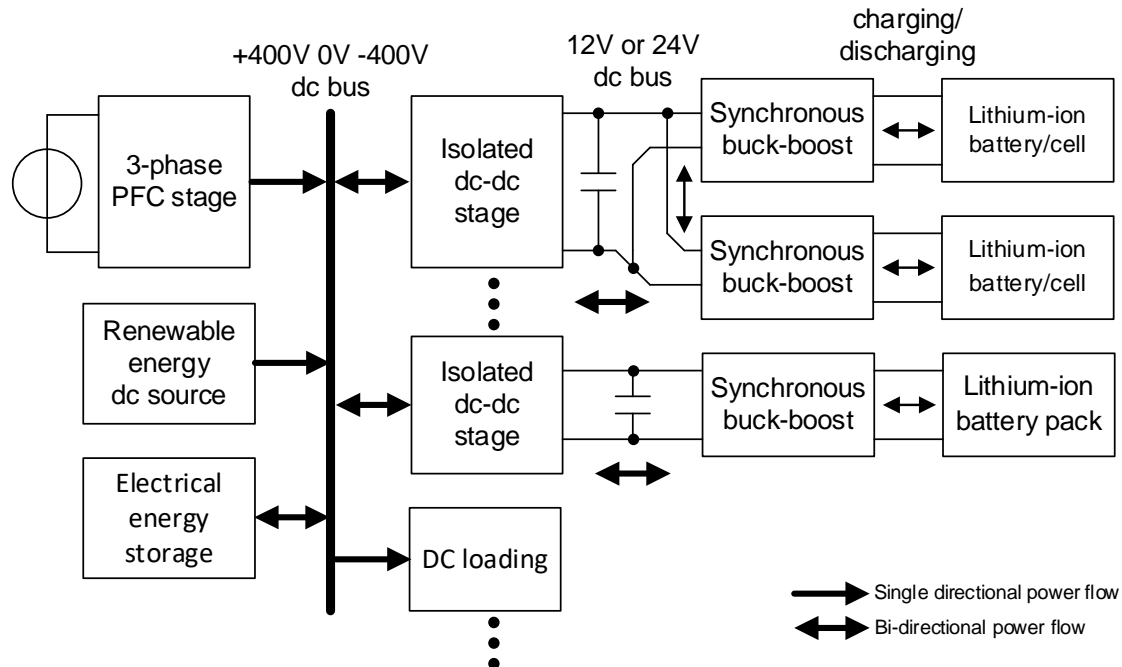 charging/
discharging
+400V 0V -400V
dc bus
12V or 24V
dc bus
3-phase
PFC stage
Isolated
dc-dc
stage
Synchronous
buck-boost
Lithium-ion
battery/cell
Synchronous
buck-boost
Lithium-ion
battery/cell
Renewable
energy
dc source
Isolated
dc-dc
stage
Synchronous
buck-boost
Lithium-ion
battery pack
Electrical
energy
storage
DC loading
Single directional power flow
Bi-directional power flow